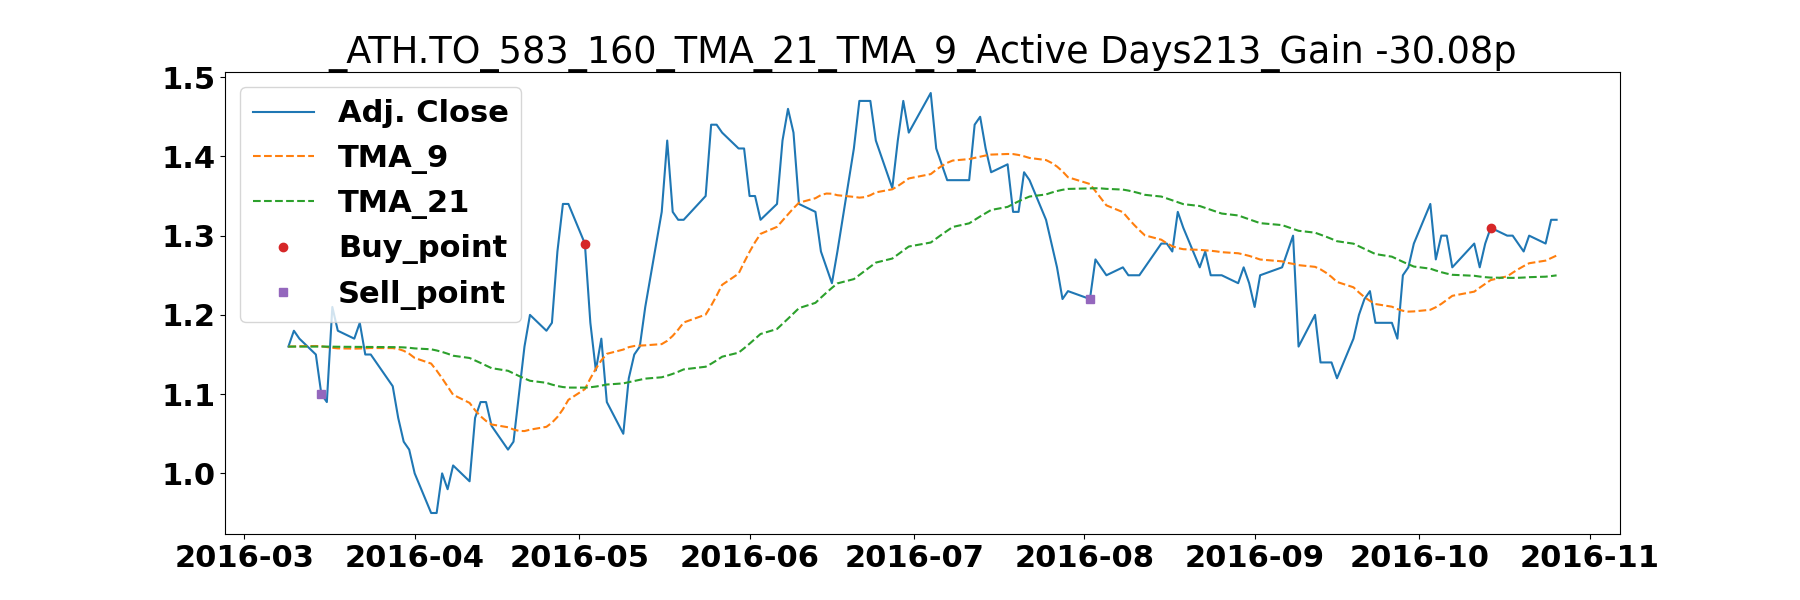 _ATH.TO_583_160_TMA_21_TMA_9_Active Days213_Gain -30.08p
1.5
1.4
1.3
1.2
1.1
1.0
Adj. Close
TMA_9
TMA_21
Buy_point
Sell_point
2016-03 2016-04 2016-05 2016-06 2016-07 2016-08 2016-09 2016-10 2016-11